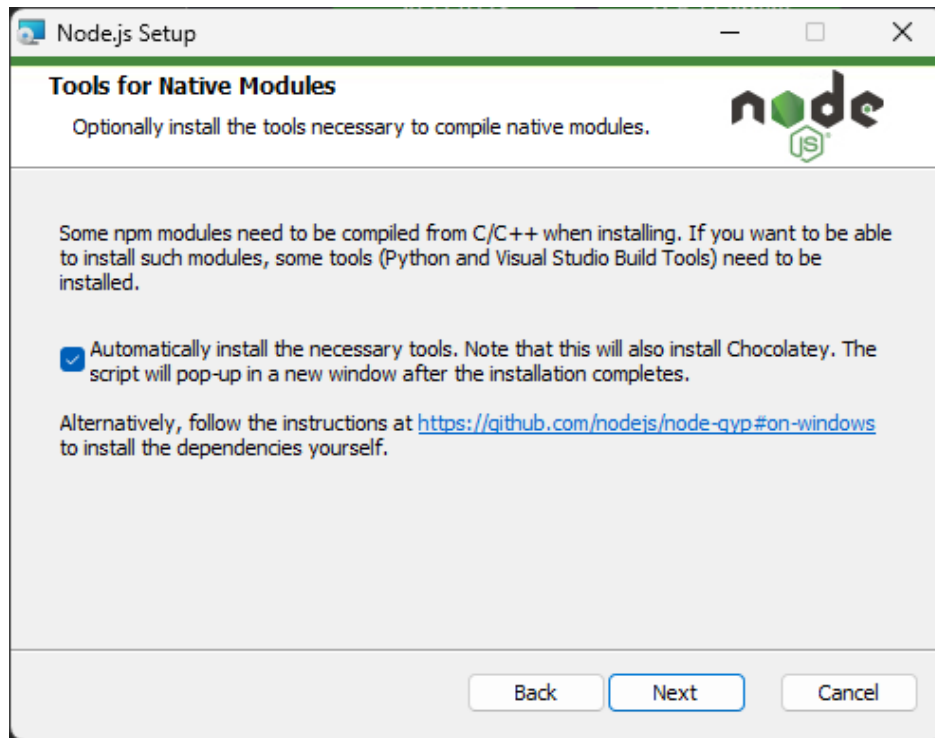 Node.js Setup
Tools for Native Modules
Optionally install the tools necessary to compile native modules.
node
JS
Some npm modules need to be compiled from C/C++ when installing. If you want to be able
to install such modules, some tools (Python and Visual Studio Build Tools) need to be
installed.
Automatically install the necessary tools. Note that this will also install Chocolatey. The
script will pop-up in a new window after the installation completes.
Alternatively, follow the instructions at https://github.com/nodejs/node-gyp#on-windows
to install the dependencies yourself.
Back
Next
Cancel